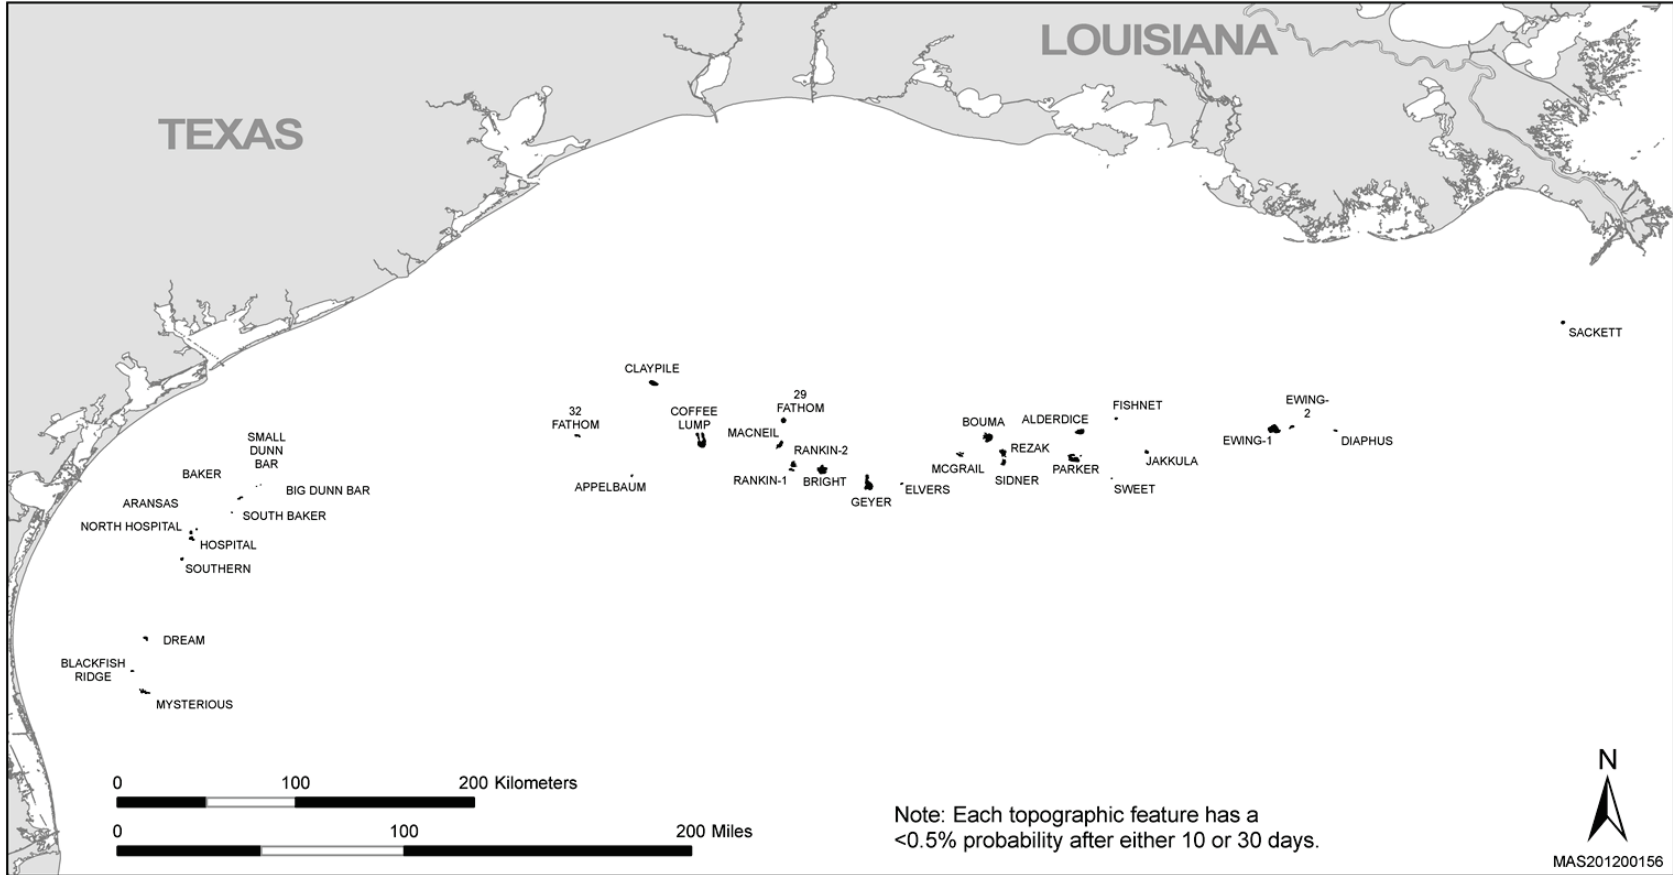 LOUISIANA
TEXAS
SACKETT
CLAYPILE
29
FATHOM
32
FATHOM
COFFEE
LUMP
MACNEIL
RANKIN-2
RANKIN-1
BRIGHT
APPELBAUM
GEYER
ELVERS
BOUMA
ALDERDICE
FISHNET
EWING-
2
EWING-1
DIAPHUS
REZAK
MCGRAIL
SIDNER
PARKER
JAKKULA
SWEET
SMALL
DUNN
BAR
BAKER
BIG DUNN BAR
ARANSAS
SOUTH BAKER
NORTH HOSPITAL
HOSPITAL
SOUTHERN
DREAM
BLACKFISH
RIDGE
MYSTERIOUS
0 100 200 Kilometers
0 100 200 Miles
Note: Each topographic feature has a
<0.5% probability after either 10 or 30 days.
N
MAS201200156